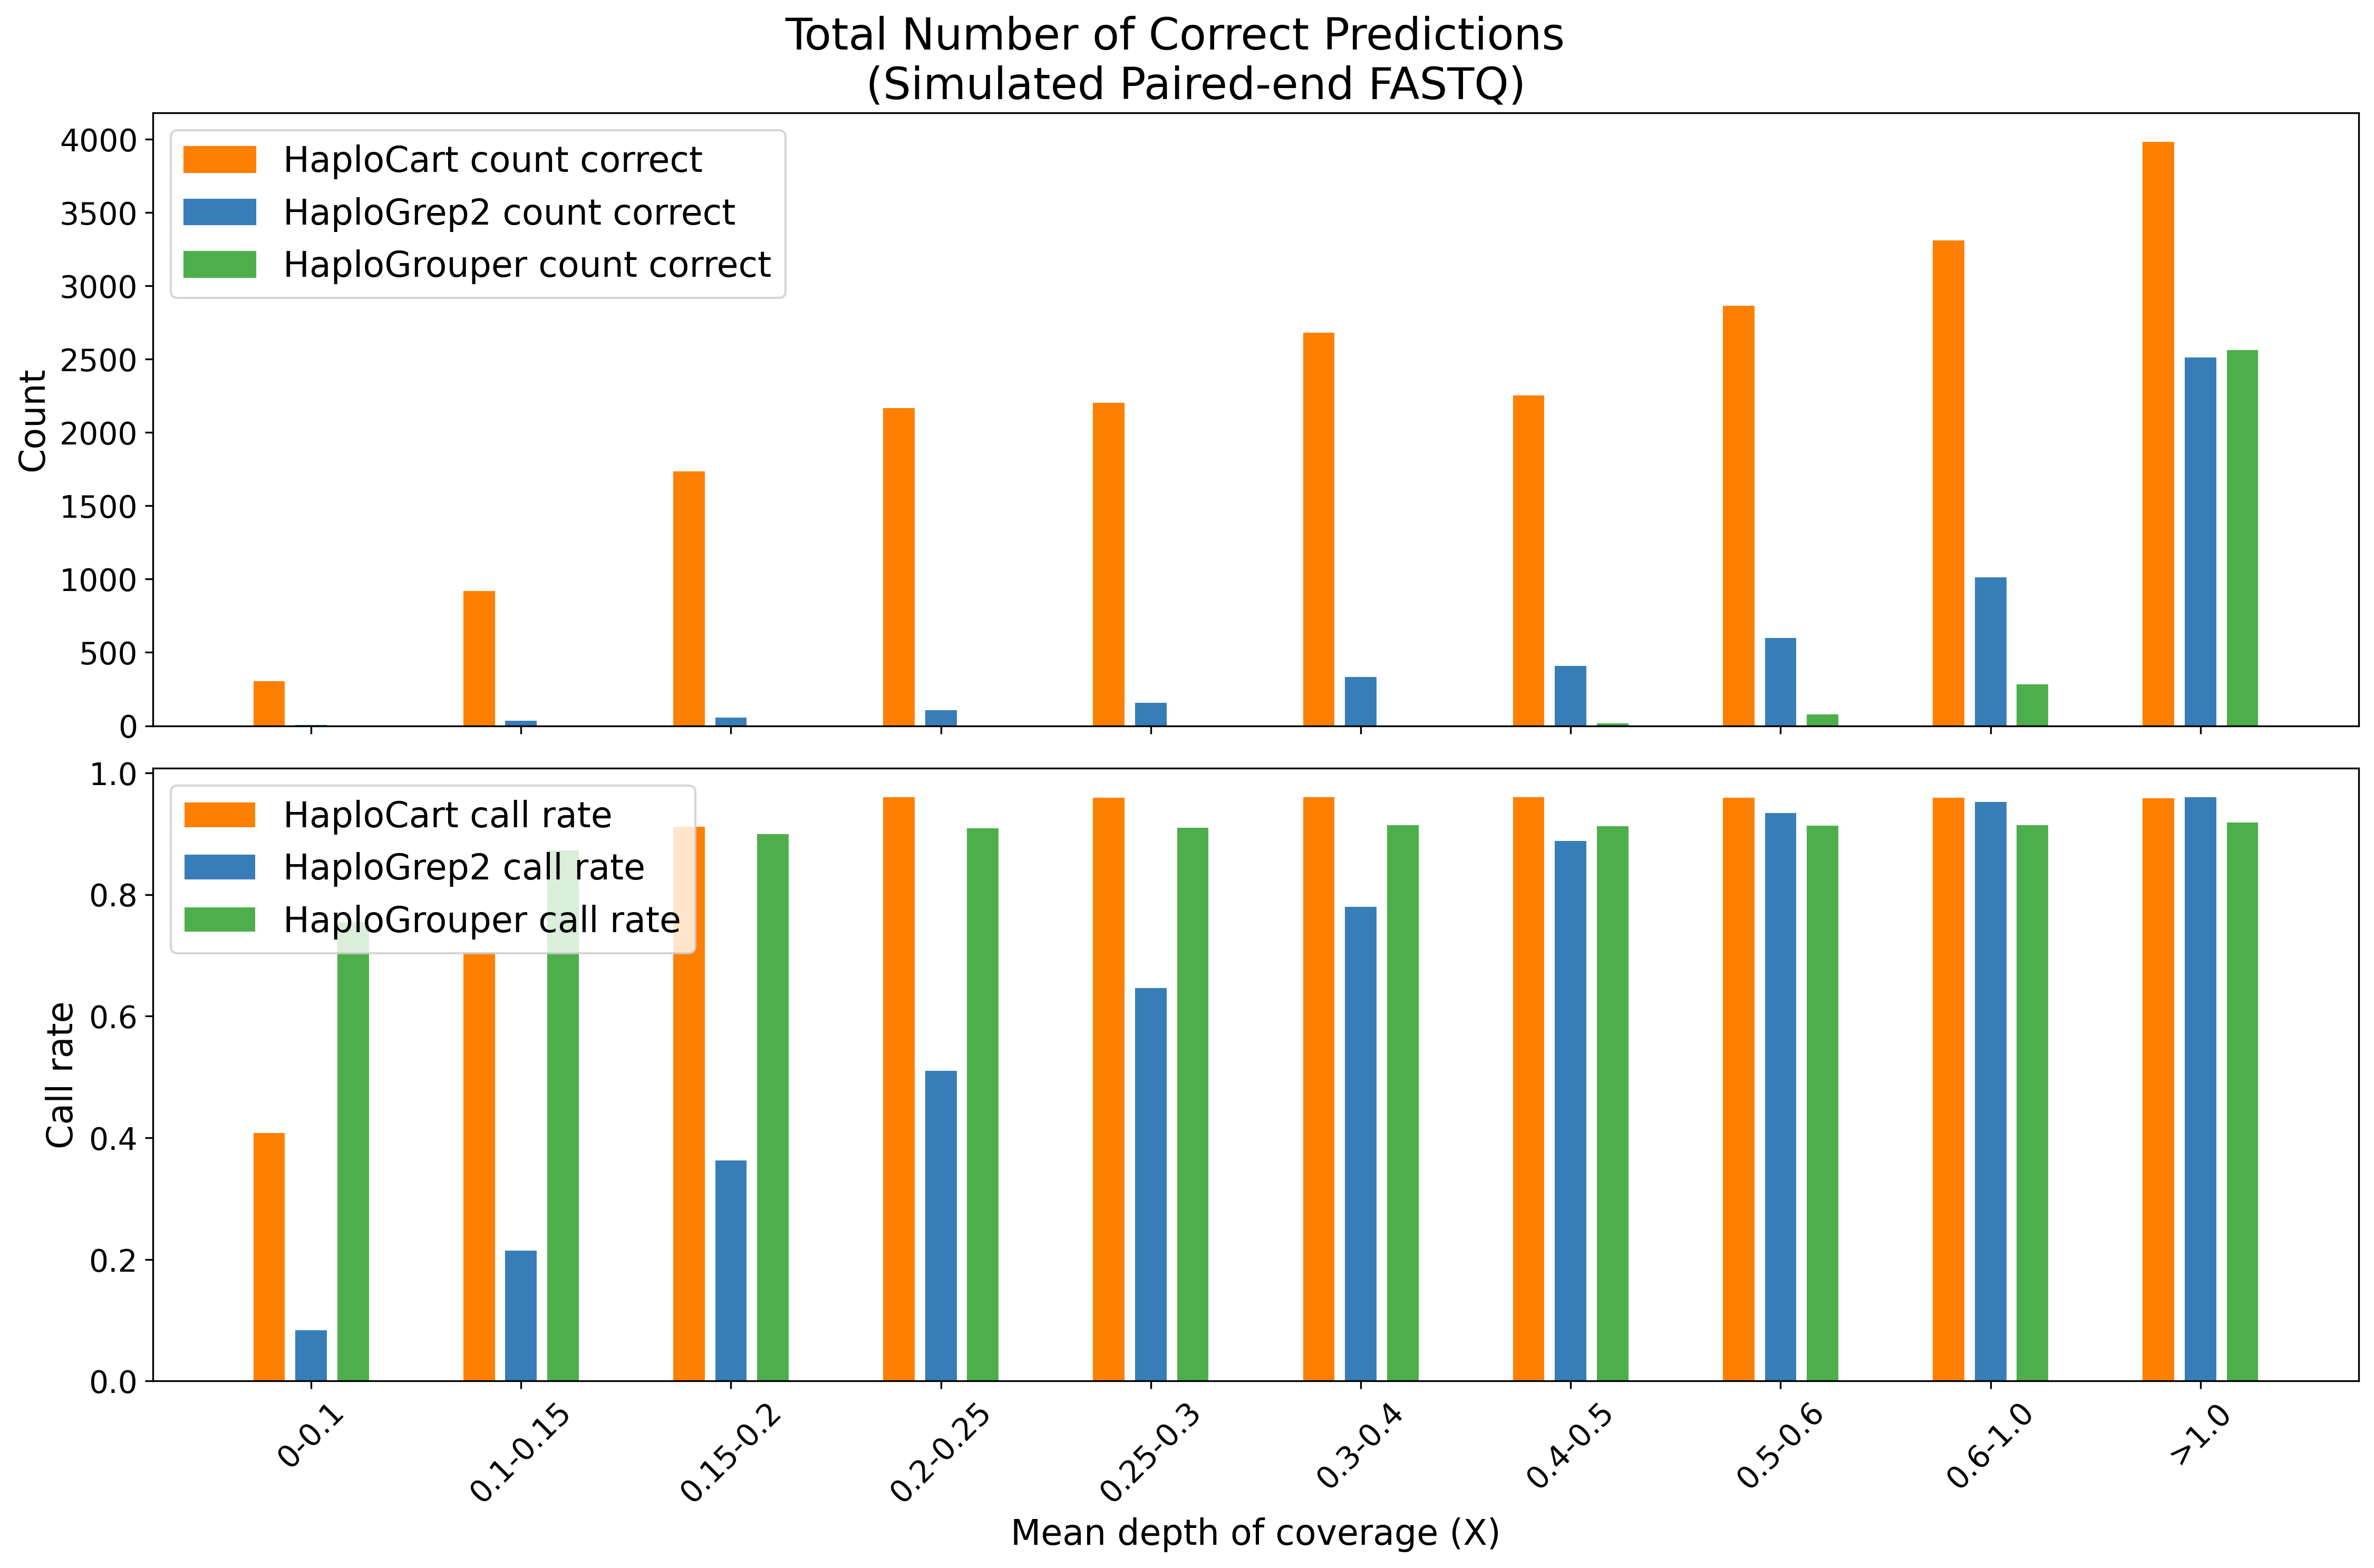 Total Number of Correct Predictions
(Simulated Paired-end FASTQ)
4000
3500
3000
2500
2000
1500
1000
500
0
Count
HaploCart count correct
HaploGrep2 count correct
HaploGrouper count correct
1.0
0.8
0.6
0.4
0.2
0.0
Call rate
HaploCart call rate
HaploGrep2 call rate
HaploGrouper call rate
0-0.1
0.1-0.15
0.15-0.2
0.2-0.25
0.25-0.3
0.3-0.4
0.4-0.5
0.5-0.6
0.6-1.0
>1.0
Mean depth of coverage (X)